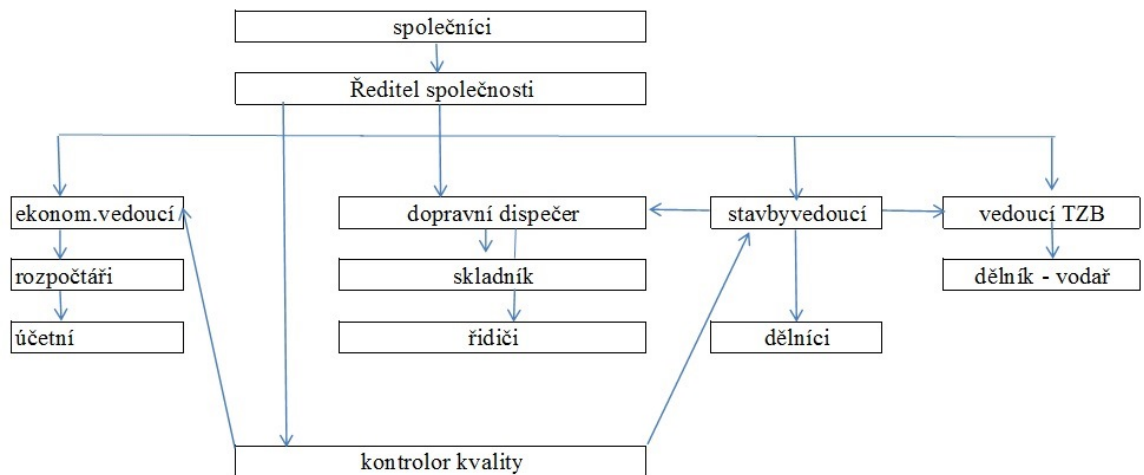 společníci
Ředitel společnosti
ekonom.vedoucí
dopravní dispečer
stavbyvedoucí
vedoucí TZB
rozpočtáři
skladník
dělník - vodař
účetní
řidiči
dělníci
kontrolor kvality